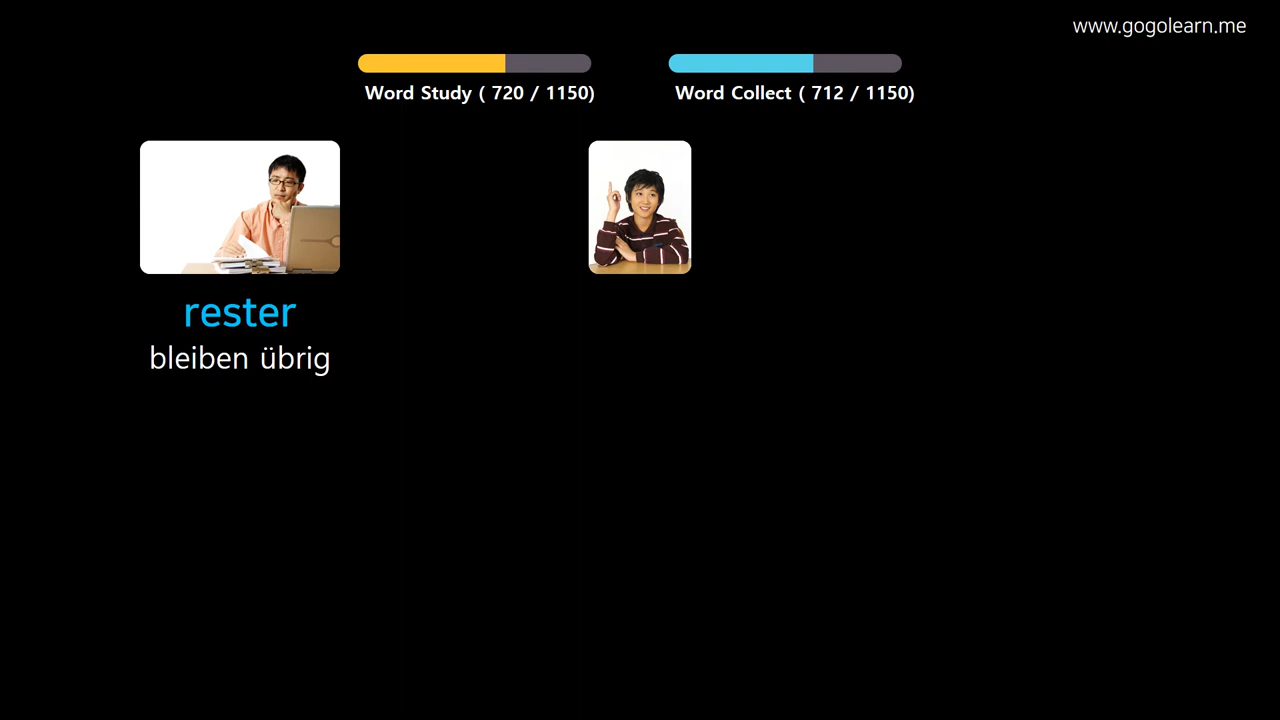 www.gogolearn.me
Word Study ( 720 / 1150)
Word Collect ( 712 / 1150)
rester
bleiben übrig